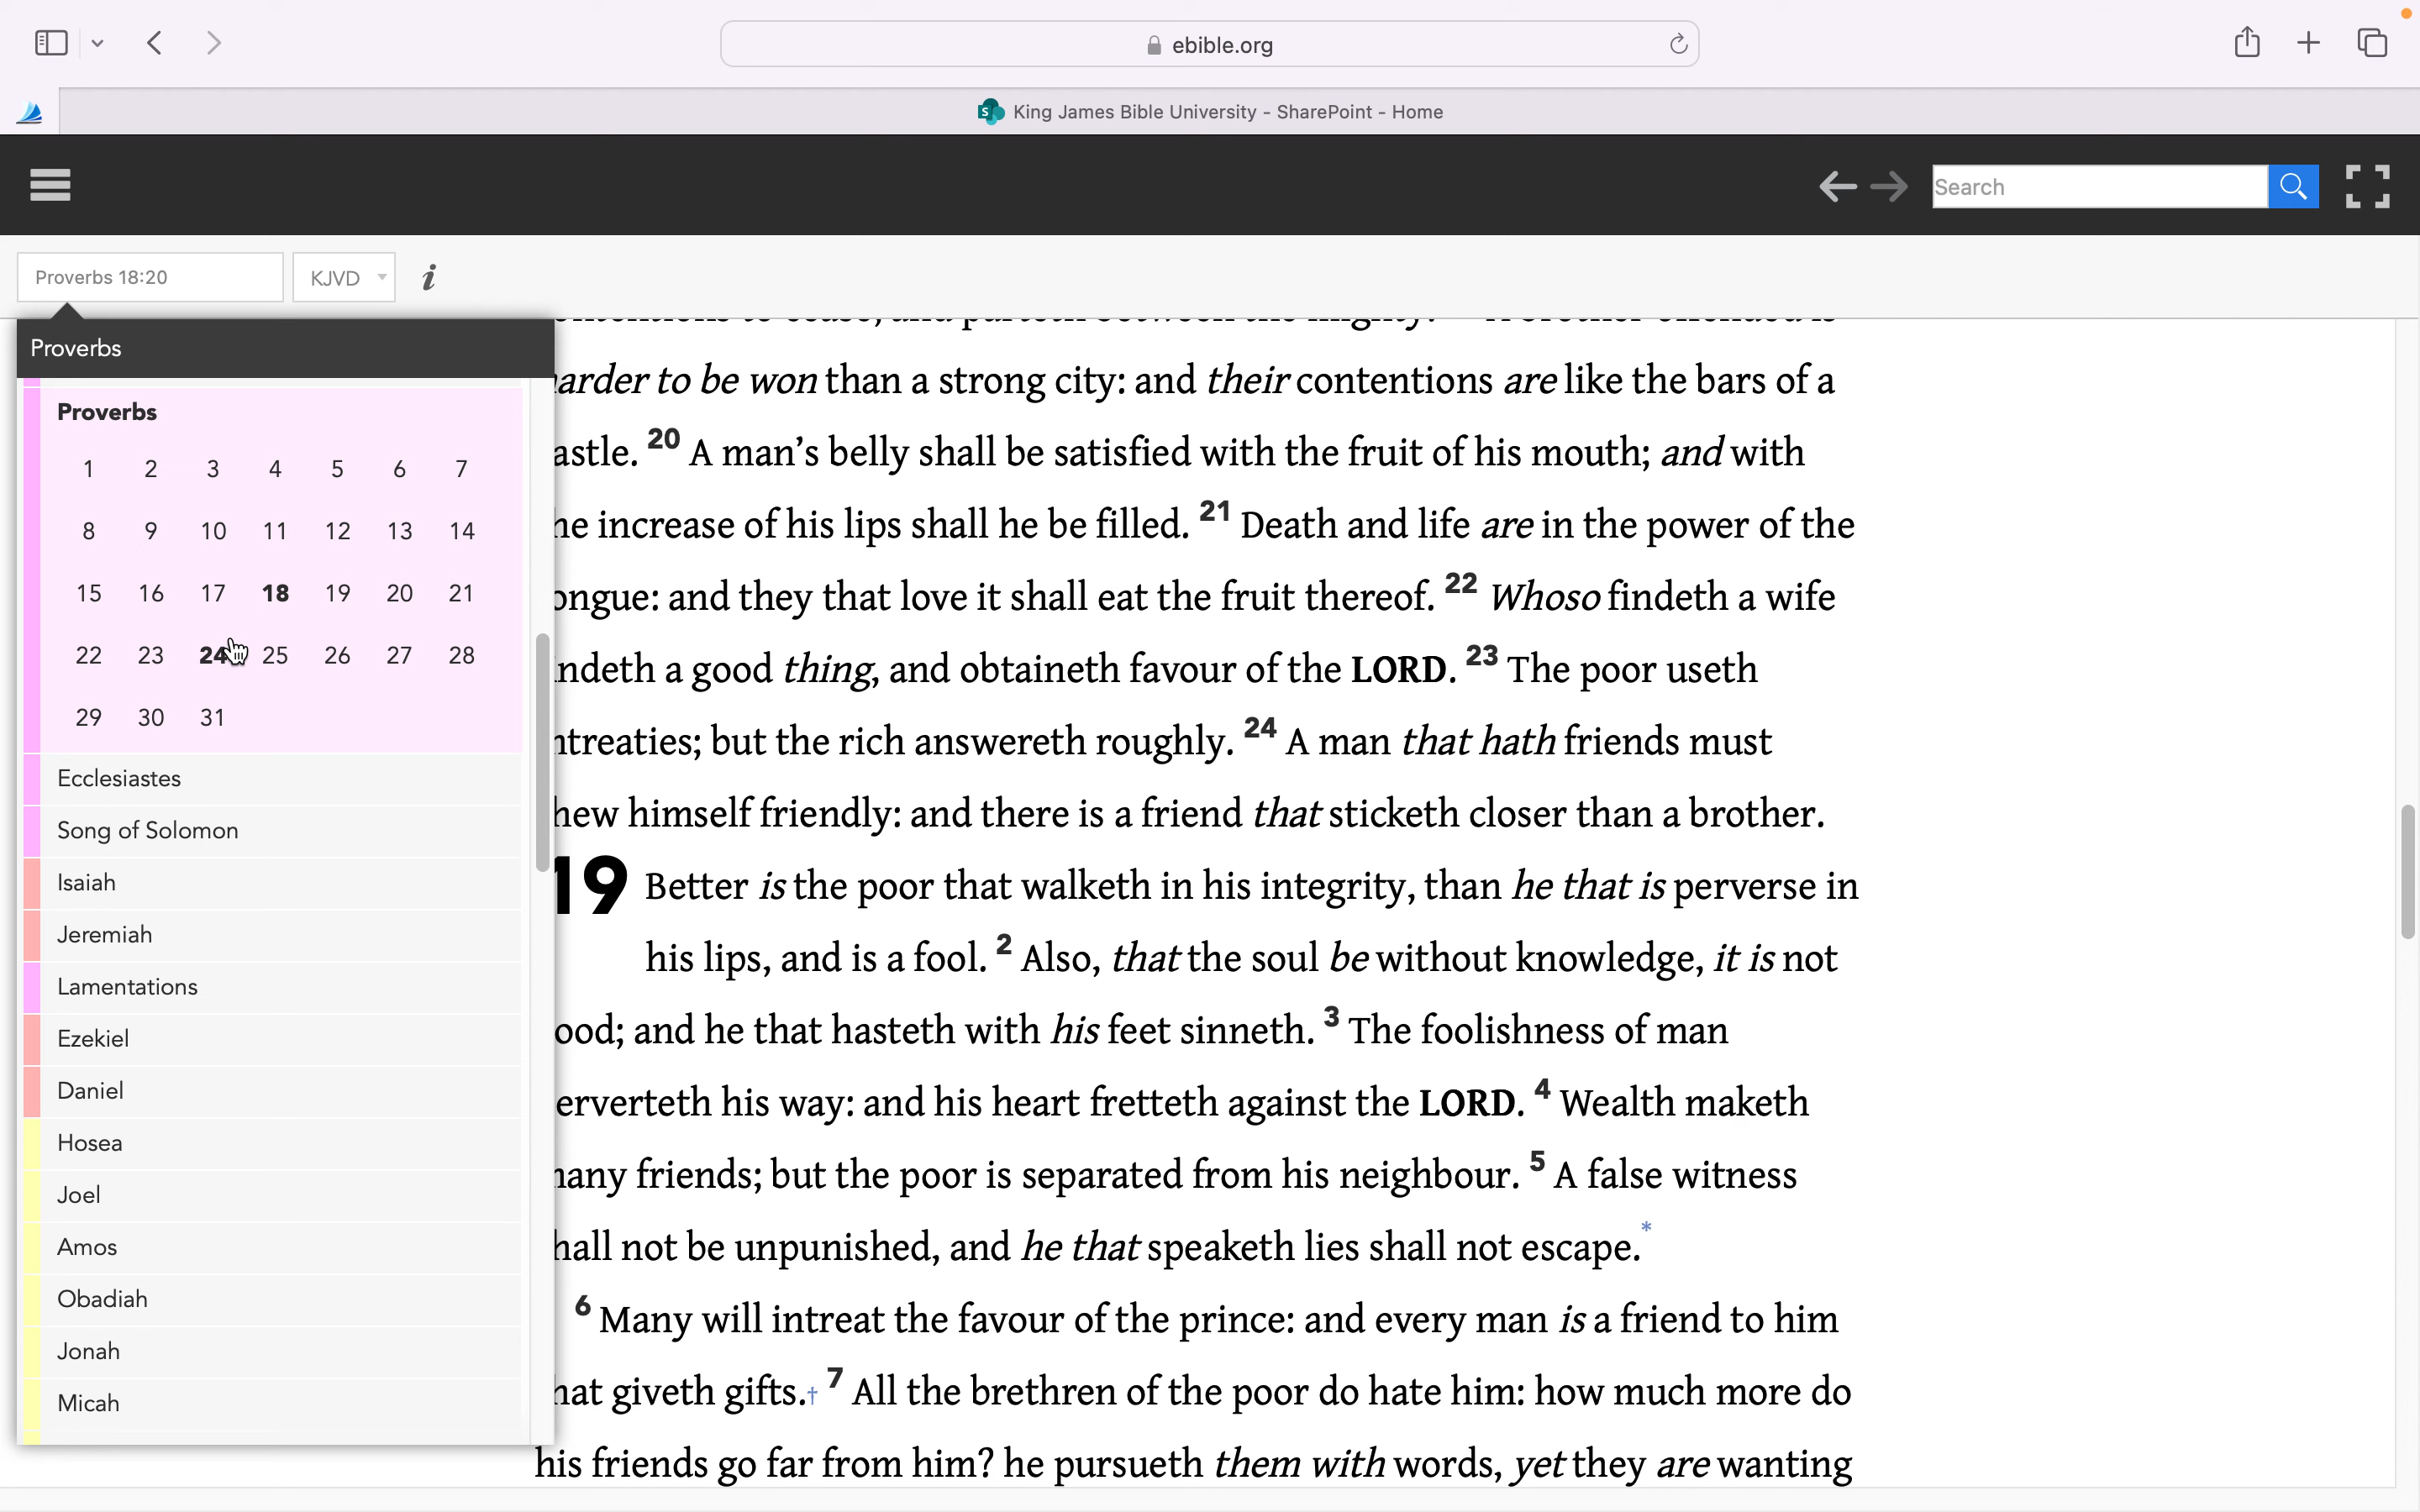 ebible.org
King James Bible University - SharePoint - Home
Search
Proverbs 18:20
KJVD
i
Proverbs
Proverbs
1 2 3 4 5 6 7
8 9 10 11 12 13 14
15 16 17 18 19 20 21
22 23 24 25 26 27 28
29 30 31
Ecclesiastes
Song of Solomon
Isaiah
Jeremiah
Lamentations
Ezekiel
Daniel
Hosea
Joel
Amos
Obadiah
Jonah
Micah
arder to be won than a strong city: and their contentions are like the bars of a
astle. 20 A man’s belly shall be satisfied with the fruit of his mouth; and with
he increase of his lips shall he be filled. 21 Death and life are in the power of the
ongue: and they that love it shall eat the fruit thereof. 22 Whoso findeth a wife
indeth a good thing, and obtaineth favour of the LORD. 23 The poor useth
ntreaties; but the rich answereth roughly. 24 A man that hath friends must
hew himself friendly: and there is a friend that sticketh closer than a brother.
19 Better is the poor that walketh in his integrity, than he that is perverse in
his lips, and is a fool. 2 Also, that the soul be without knowledge, it is not
ood; and he that hasteth with his feet sinneth. 3 The foolishness of man
erverteth his way: and his heart fretteth against the LORD. 4 Wealth maketh
many friends; but the poor is separated from his neighbour. 5 A false witness
hall not be unpunished, and he that speaketh lies shall not escape.*
6 Many will intreat the favour of the prince: and every man is a friend to him
hat giveth gifts.† 7 All the brethren of the poor do hate him: how much more do
his friends go far from him? he pursueth them with words, yet they are wanting